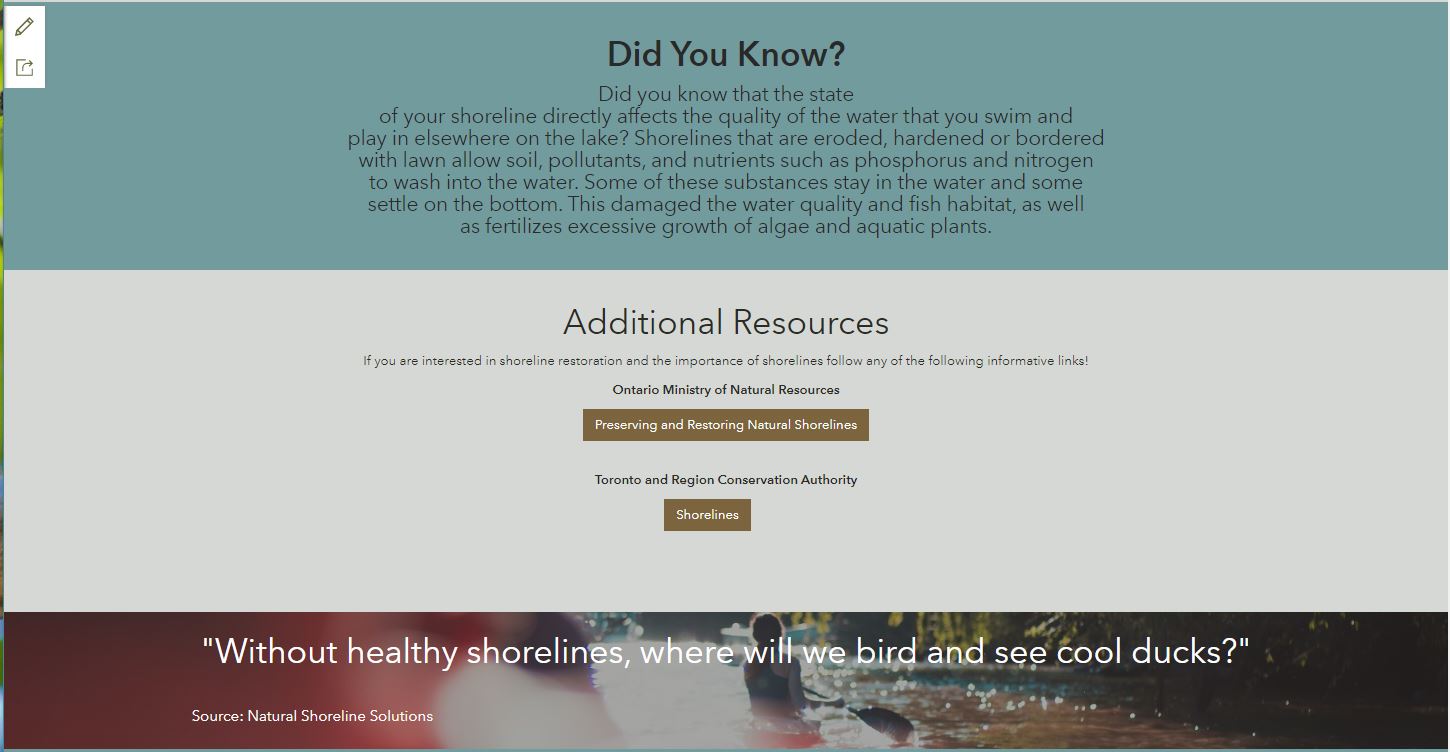 Did You Know?
Did you know that the state
of your shoreline directly affects the quality of the water that you swim and
play in elsewhere on the lake? Shorelines that are eroded, hardened or bordered
with lawn allow soil, pollutants, and nutrients such as phosphorus and nitrogen
to wash into the water. Some of these substances stay in the water and some
settle on the bottom. This damaged the water quality and fish habitat, as well
as fertilizes excessive growth of algae and aquatic plants.
Additional Resources
If you are interested in shoreline restoration and the importance of shorelines follow any of the following informative links!
Ontario Ministry of Natural Resources
Preserving and Restoring Natural Shorelines
Toronto and Region Conservation Authority
Shorelines
"Without healthy shorelines, where will we bird and see cool ducks?"
Source: Natural Shoreline Solutions